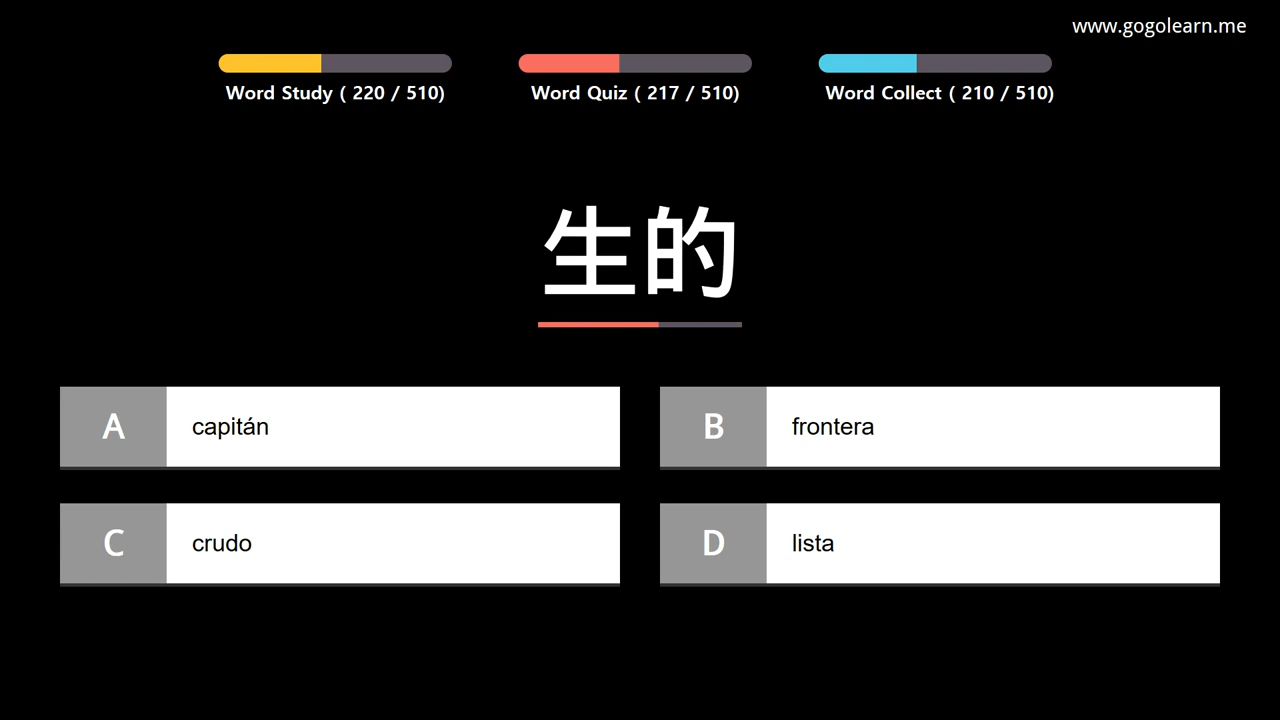 www.gogolearn.me
Word Study ( 220 / 510)
Word Quiz ( 217 / 510)
Word Collect ( 210 / 510)
生的
A capitán
B frontera
C crudo
D lista